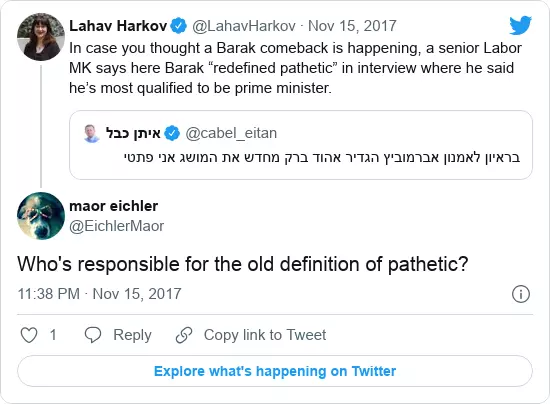 Lahav Harkov @LahavHarkov · Nov 15, 2017
In case you thought a Barak comeback is happening, a senior Labor
MK says here Barak “redefined pathetic” in interview where he said
he’s most qualified to be prime minister.
איתן כבל @cabel_eitan
בראיון לאמנון אברמוביץ הגדיר אהוד ברק מחדש את המושג אני פתטי
maor eichler
@EichlerMaor
Who's responsible for the old definition of pathetic?
11:38 PM · Nov 15, 2017
1 Reply Copy link to Tweet
Explore what's happening on Twitter